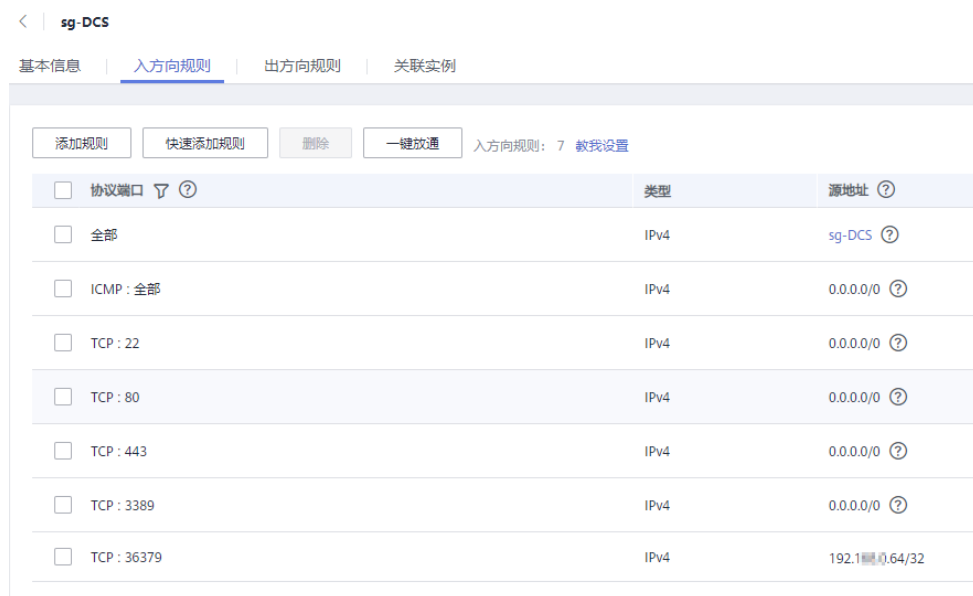 sg-DCS
基本信息 入方向规则 出方向规则 关联实例
添加规则 快速添加规则 删除 一键放通 入方向规则: 7 教我设置
协议端口 类型 源地址
全部 IPv4 sg-DCS
ICMP : 全部 IPv4 0.0.0.0/0
TCP : 22 IPv4 0.0.0.0/0
TCP : 80 IPv4 0.0.0.0/0
TCP : 443 IPv4 0.0.0.0/0
TCP : 3389 IPv4 0.0.0.0/0
TCP : 36379 IPv4